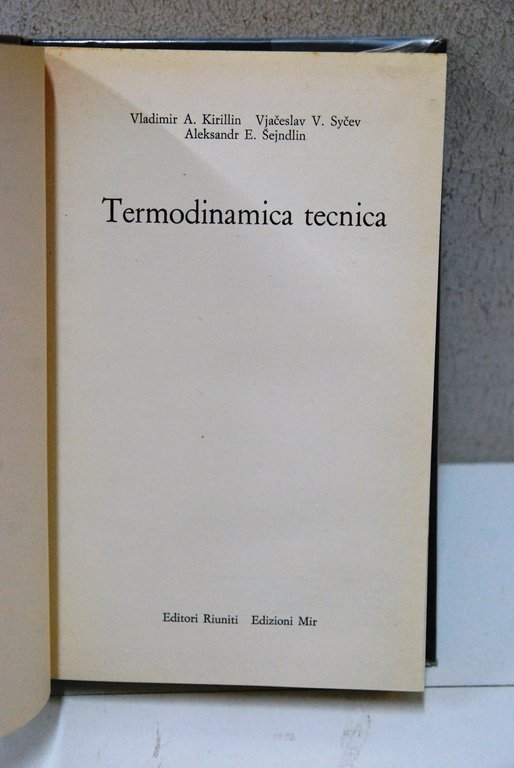 Vladimir A. Kirillin Vjačeslav V. Syčev
Aleksandr E. Šejndlin
Termodinamica tecnica
Editori Riuniti Edizioni Mir